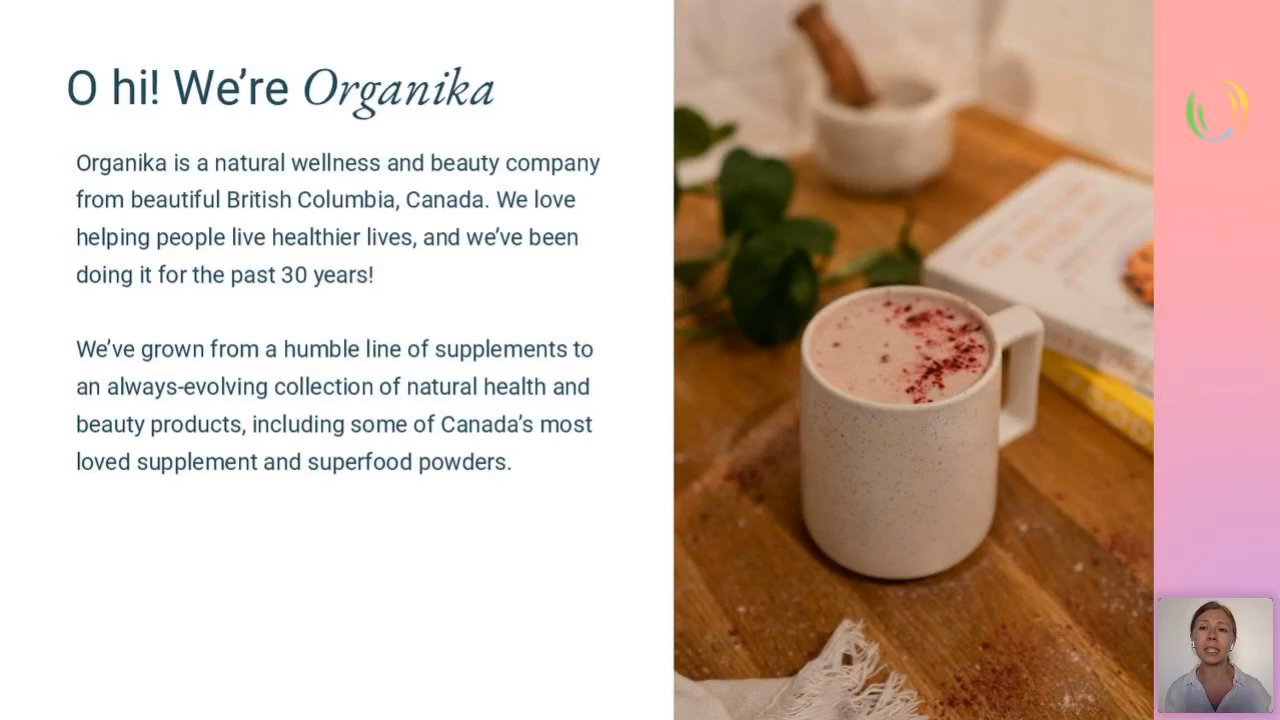 O hi! We’re Organika
Organika is a natural wellness and beauty company
from beautiful British Columbia, Canada. We love
helping people live healthier lives, and we’ve been
doing it for the past 30 years!
We’ve grown from a humble line of supplements to
an always-evolving collection of natural health and
beauty products, including some of Canada’s most
loved supplement and superfood powders.